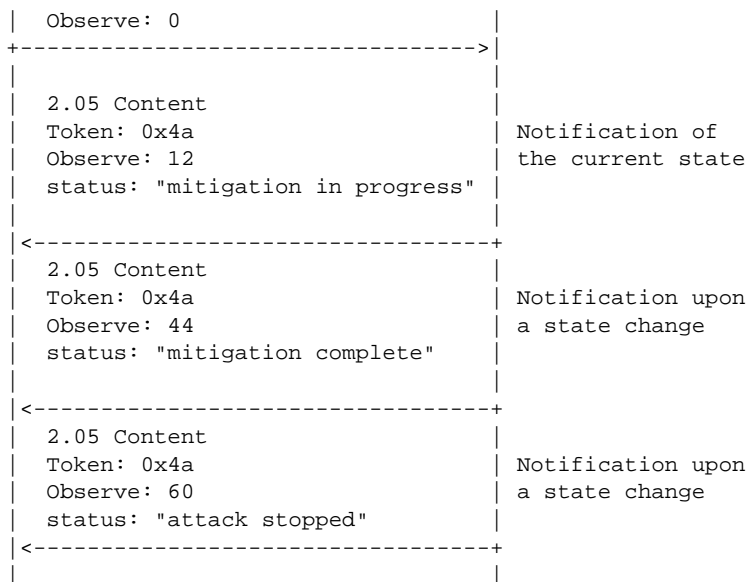 |  Observe: 0                       |
+---------------------------------->|
|                                   |
|  2.05 Content                     |
|  Token: 0x4a                      | Notification of
|  Observe: 12                      | the current state
|  status: "mitigation in progress" |
|                                   |
|<----------------------------------+
|  2.05 Content                     |
|  Token: 0x4a                      | Notification upon
|  Observe: 44                      | a state change
|  status: "mitigation complete"    |
|                                   |
|<----------------------------------+
|  2.05 Content                     |
|  Token: 0x4a                      | Notification upon
|  Observe: 60                      | a state change
|  status: "attack stopped"         |
|<----------------------------------+
|                                   |